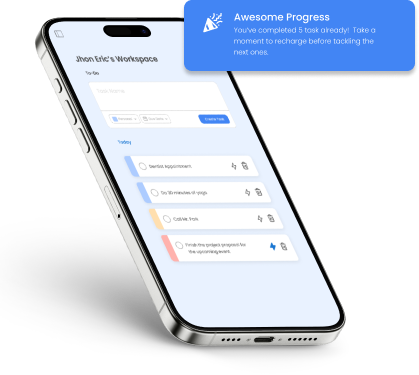 Awesome Progress
You've completed 5 task already! Take a
moment to recharge before tackling the
next ones.
Jhon Eric's Workspace
To-Do
Task Name
Create Task
Today
Dentist Appointment
Do 30 minutes of yoga
Finish the project proposal for
the upcoming event